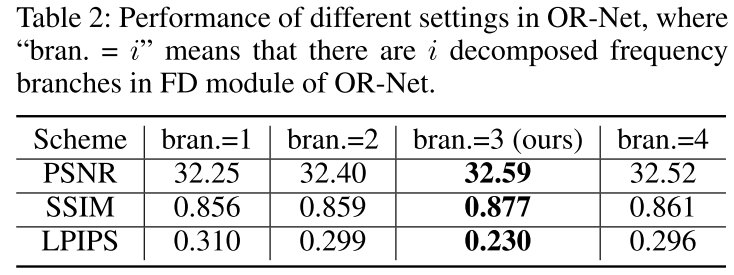 Table 2: Performance of different settings in OR-Net, where
“bran. = i” means that there are i decomposed frequency
branches in FD module of OR-Net.
Scheme bran.=1 bran.=2 bran.=3 (ours) bran.=4
PSNR 32.25 32.40 32.59 32.52
SSIM 0.856 0.859 0.877 0.861
LPIPS 0.310 0.299 0.230 0.296